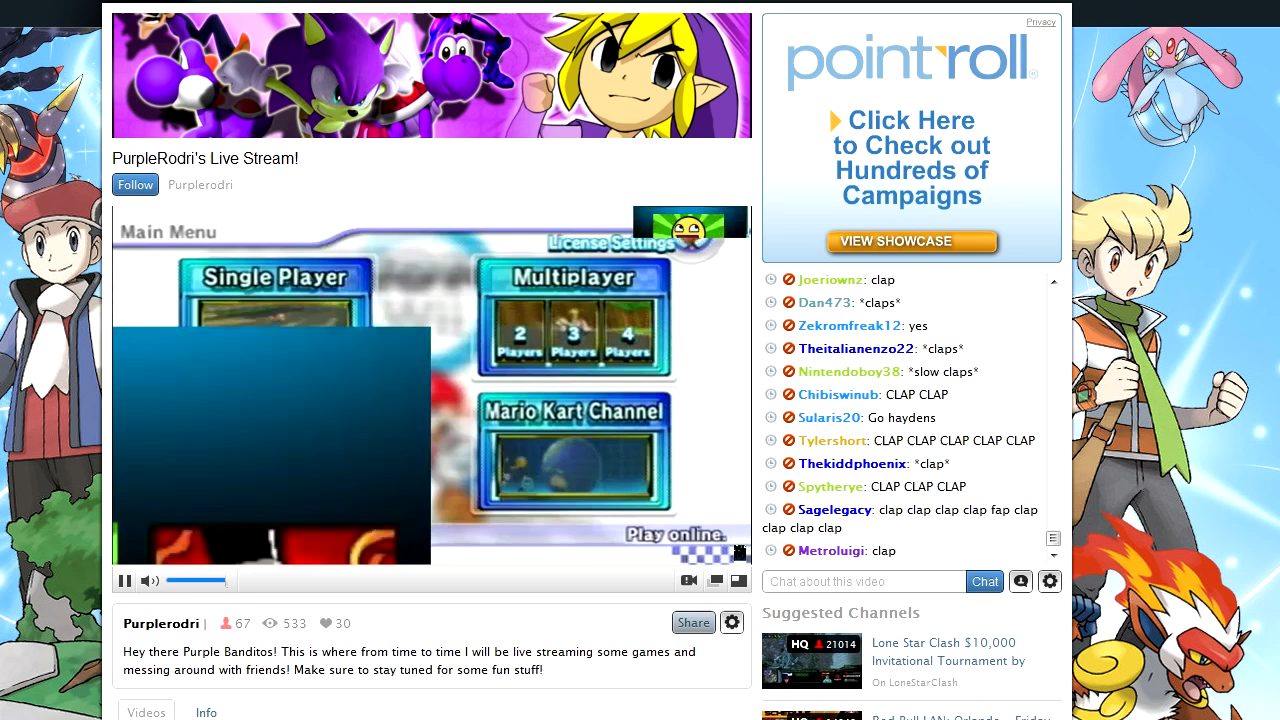 PurpleRodri's Live Stream!
Follow
Purplerodri
Main Menu
License Settings
Single Player
Multiplayer
2 Players
3 Players
4 Players
Mario Kart Channel
Play online.
Purplerodri | 67 533 30
Share
Hey there Purple Banditos! This is where from time to time I will be live streaming some games and
messing around with friends! Make sure to stay tuned for some fun stuff!
Videos
Info
Privacy
pointroll
Click Here
to Check out
Hundreds of
Campaigns
VIEW SHOWCASE
Joeriownz: clap
Dan473: *claps*
Zekromfreak12: yes
Theitalianenzo22: *claps*
Nintendoboy38: *slow claps*
Chibiswinub: CLAP CLAP
Sularis20: Go haydens
Tylershort: CLAP CLAP CLAP CLAP CLAP
Thekiddphoenix: *clap*
Spytherye: CLAP CLAP CLAP
Sagelegacy: clap clap clap clap fap clap
clap clap clap
Metroluigi: clap
Chat about this video
Chat
Suggested Channels
HQ 21014
Lone Star Clash $10,000
Invitational Tournament by
On LoneStarClash
HQ
Red Bull LAN: Orlando - Friday